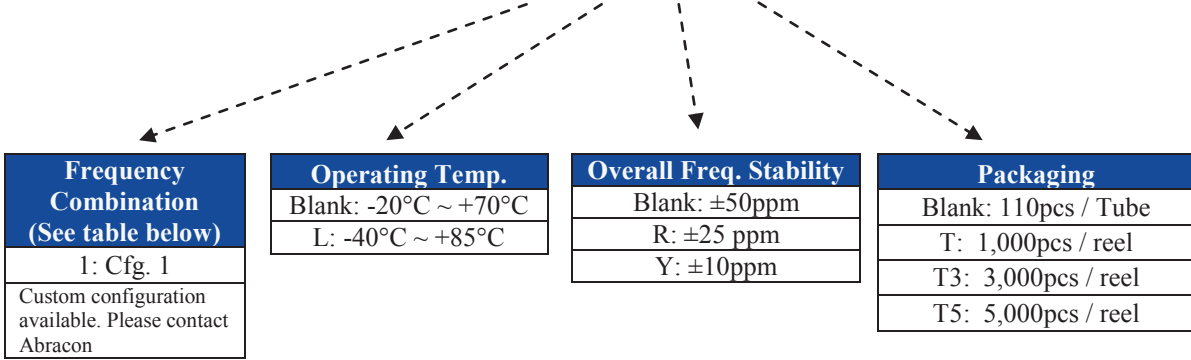 Frequency
Combination
(See table below)
1: Cfg. 1
Custom configuration
available. Please contact
Abracon
Operating Temp.
Blank: -20°C ~ +70°C
L: -40°C ~ +85°C
Overall Freq. Stability
Blank: ±50ppm
R: ±25 ppm
Y: ±10ppm
Packaging
Blank: 110pcs / Tube
T: 1,000pcs / reel
T3: 3,000pcs / reel
T5: 5,000pcs / reel